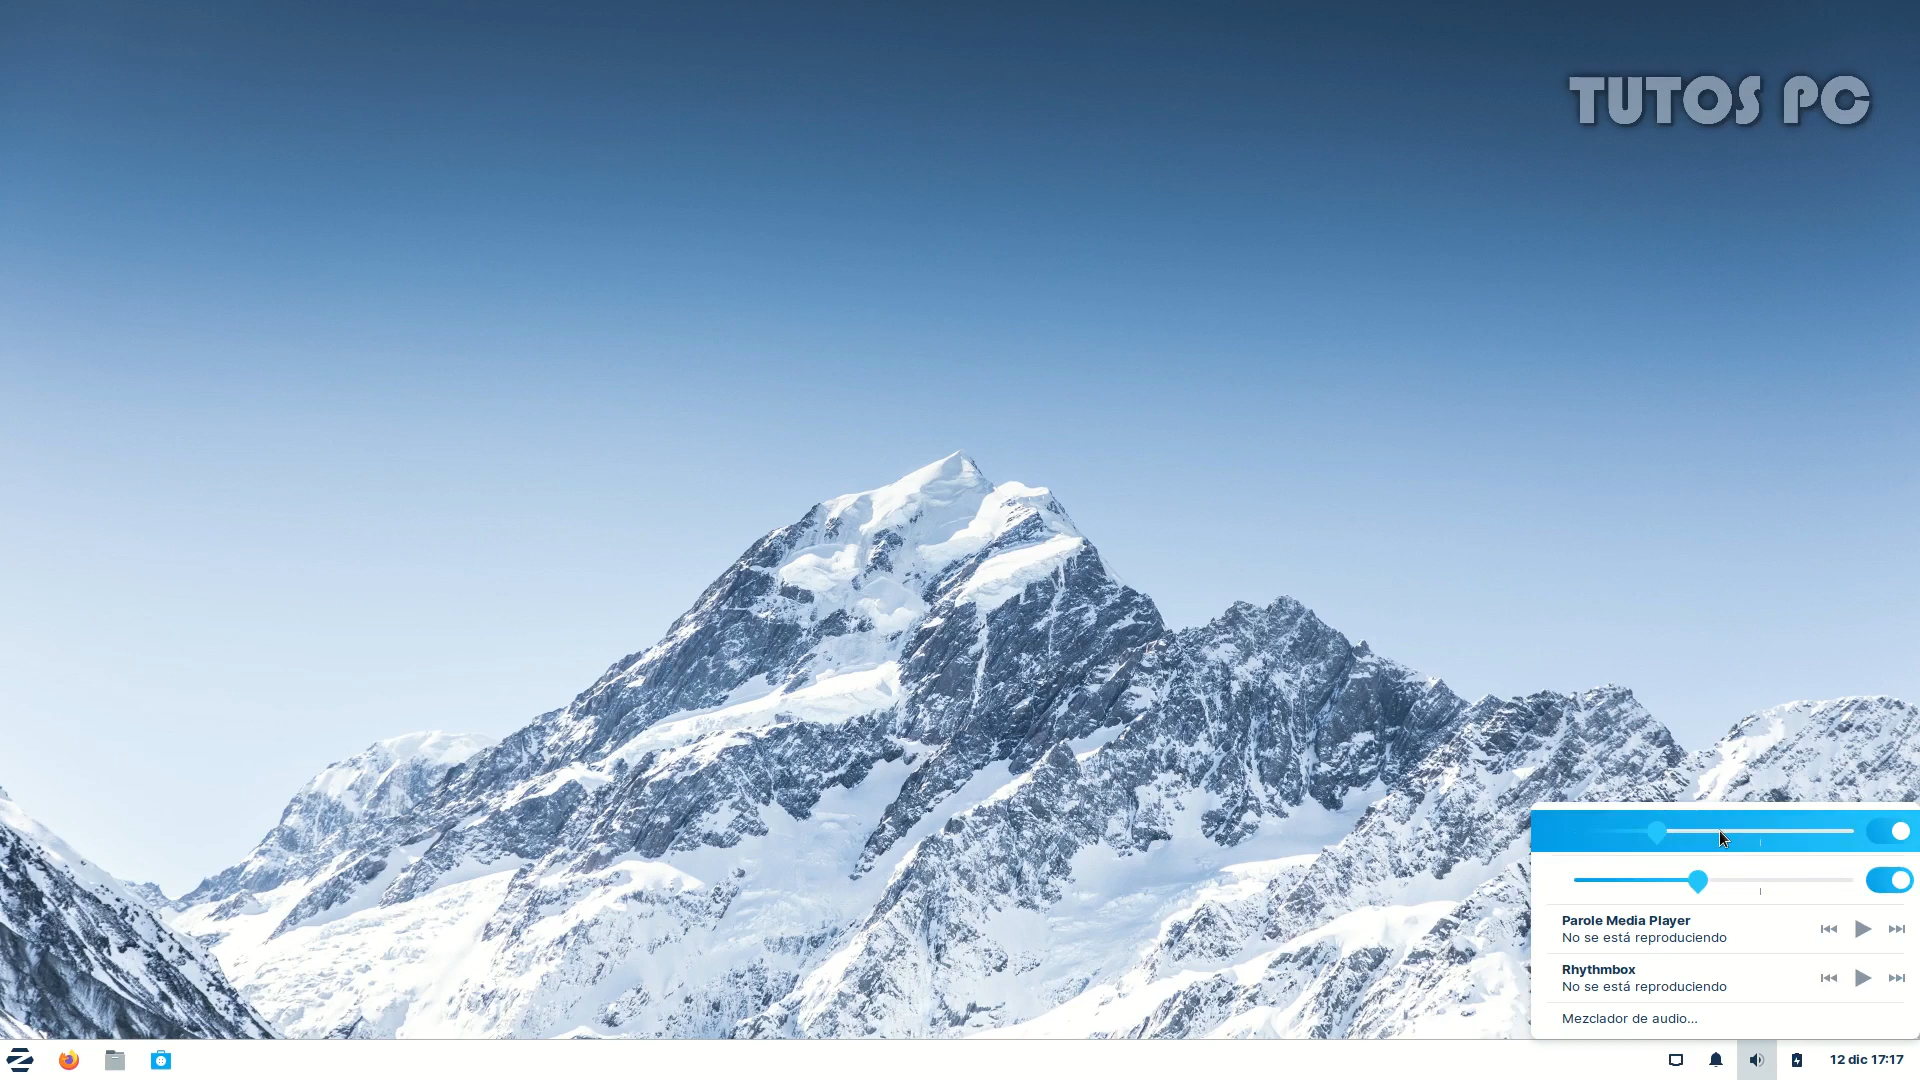 TUTOS PC
Parole Media Player
No se está reproduciendo
Rhythmbox
No se está reproduciendo
Mezclador de audio...
12 dic 17:17